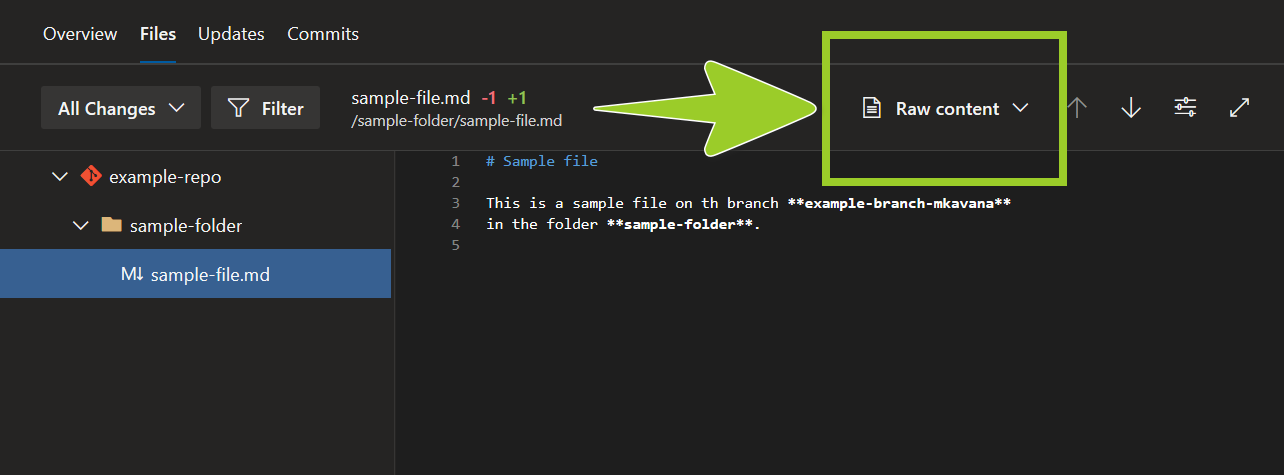 Overview Files Updates Commits
All Changes Filter sample-file.md -1 +1 Raw content
/sample-folder/sample-file.md
example-repo
sample-folder
M↓ sample-file.md
1 # Sample file
2
3 This is a sample file on th branch **example-branch-mkavana**
4 in the folder **sample-folder**.
5